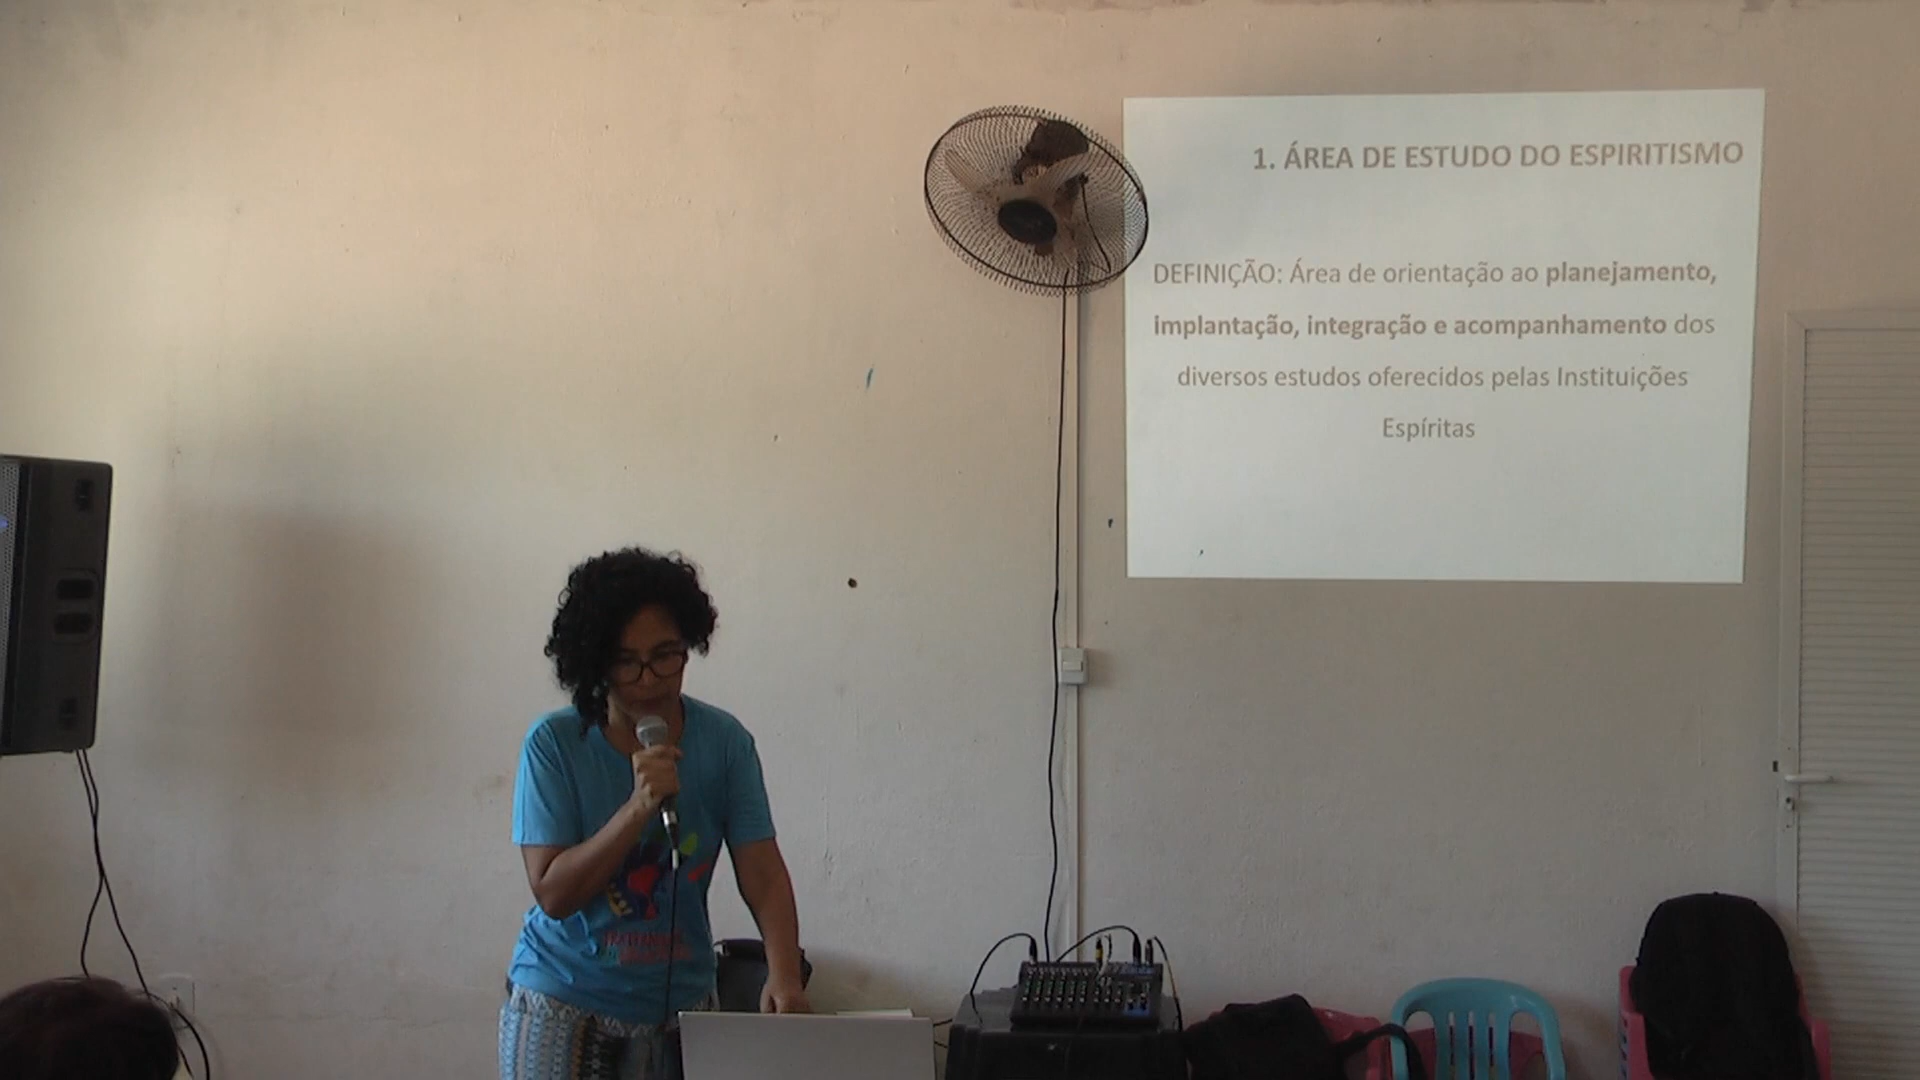 1. ÁREA DE ESTUDO DO ESPIRITISMO
DEFINIÇÃO: Área de orientação ao planejamento,
implantação, integração e acompanhamento dos
diversos estudos oferecidos pelas Instituições
Espíritas